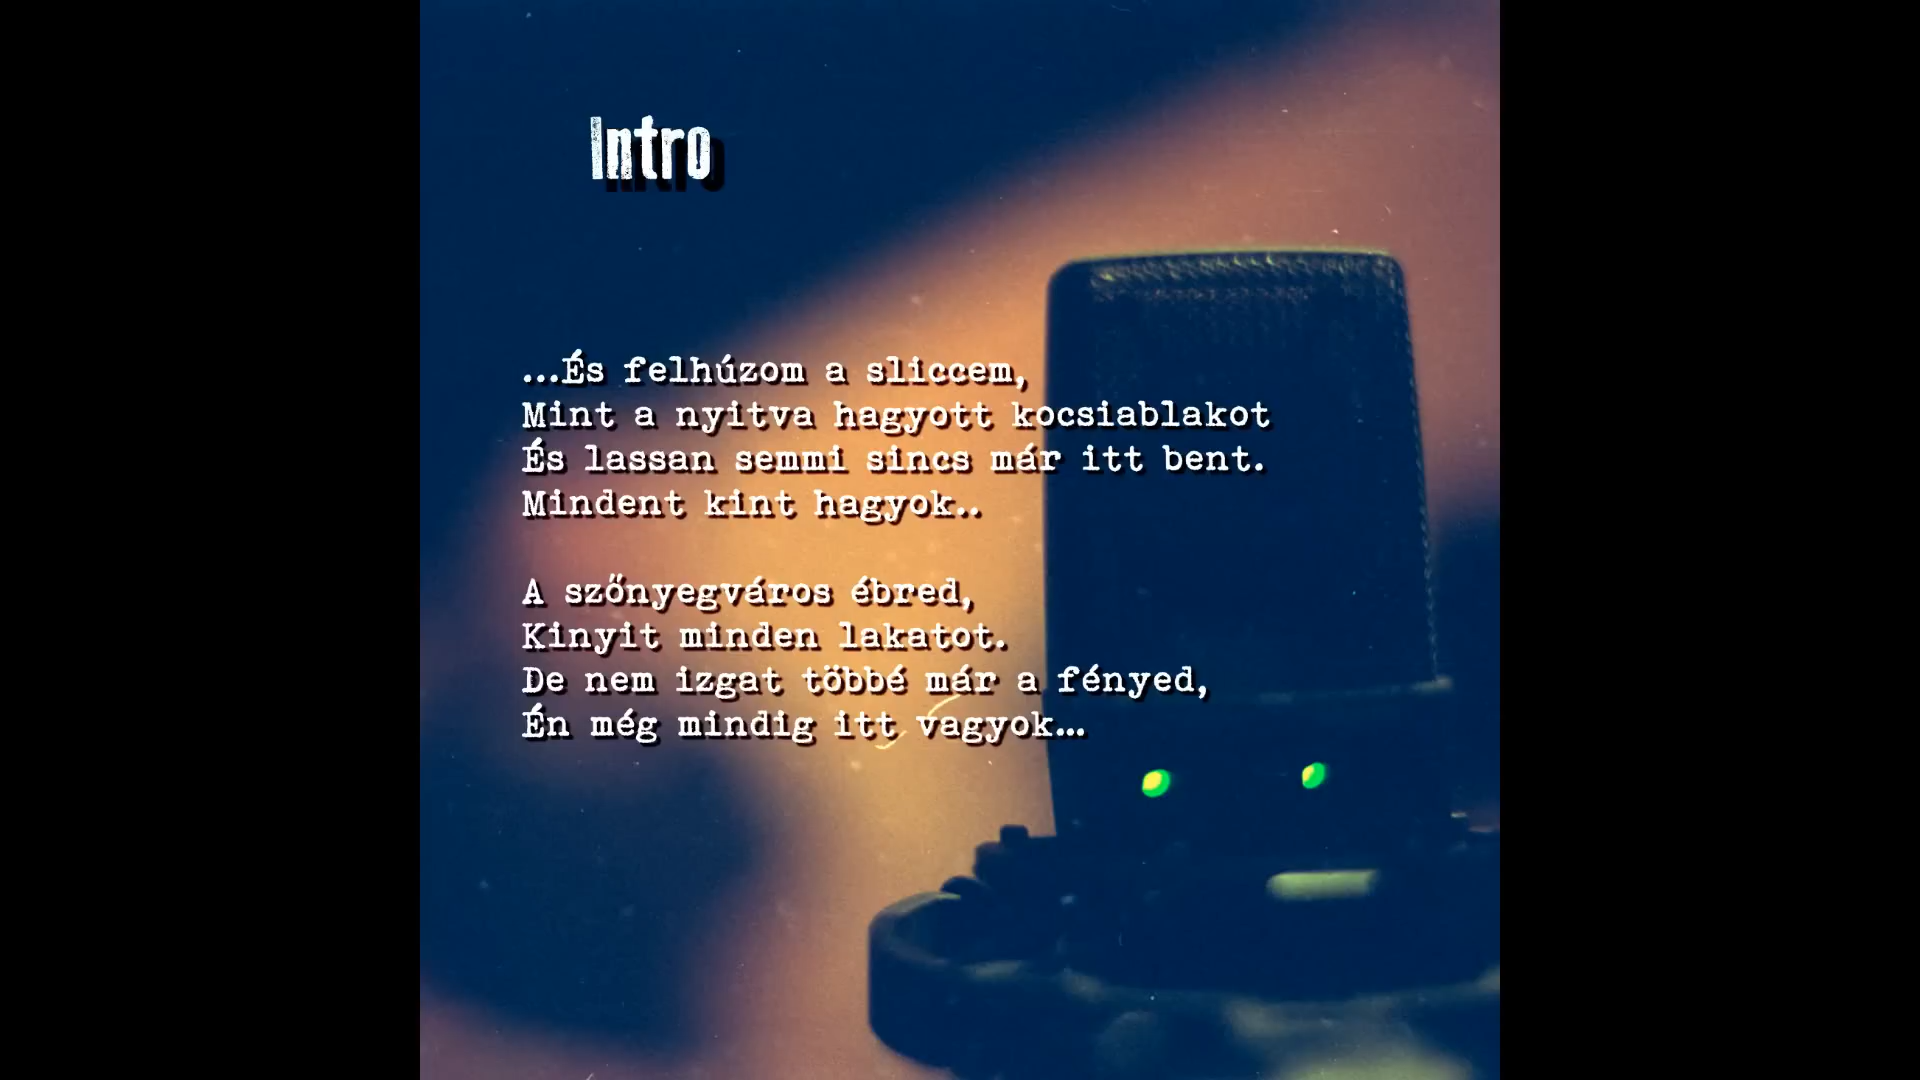 Intro
...És felhúzom a sliccem,
Mint a nyitva hagyott kocsiablakot
És lassan semmi sincs már itt bent.
Mindent kint hagyok..
A szőnyegváros ébred,
Kinyit minden lakatot.
De nem izgat többé már a fényed,
Én még mindig itt vagyok...